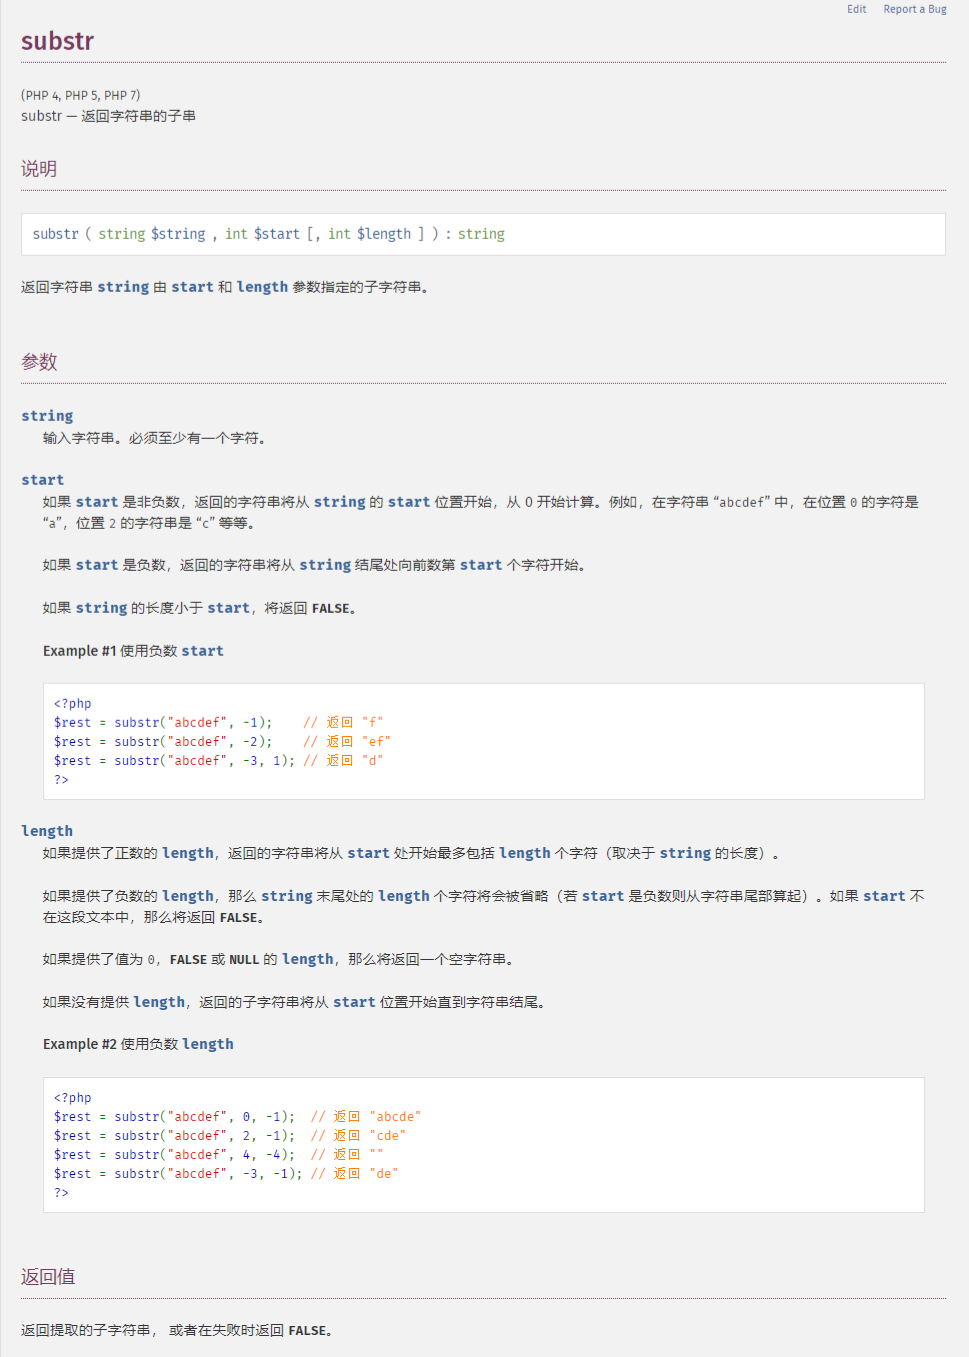 Edit Report a Bug
substr
(PHP 4, PHP 5, PHP 7)
substr — 返回字符串的子串
说明
substr ( string $string , int $start [, int $length ] ) : string
返回字符串 string 由 start 和 length 参数指定的子字符串。
参数
string
输入字符串。必须至少有一个字符。
start
如果 start 是非负数，返回的字符串将从 string 的 start 位置开始，从 0 开始计算。例如，在字符串 “abcdef” 中，在位置 0 的字符是
“a”，位置 2 的字符串是 “c” 等等。
如果 start 是负数，返回的字符串将从 string 结尾处向前数第 start 个字符开始。
如果 string 的长度小于 start，将返回 FALSE。
Example #1 使用负数 start
<?php
$rest = substr("abcdef", -1);    // 返回 "f"
$rest = substr("abcdef", -2);    // 返回 "ef"
$rest = substr("abcdef", -3, 1); // 返回 "d"
?>
length
如果提供了正数的 length，返回的字符串将从 start 处开始最多包括 length 个字符（取决于 string 的长度）。
如果提供了负数的 length，那么 string 末尾处的 length 个字符将会被省略（若 start 是负数则从字符串尾部算起）。如果 start 不
在这段文本中，那么将返回 FALSE。
如果提供了值为 0，FALSE 或 NULL 的 length，那么将返回一个空字符串。
如果没有提供 length，返回的子字符串将从 start 位置开始直到字符串结尾。
Example #2 使用负数 length
<?php
$rest = substr("abcdef", 0, -1);  // 返回 "abcde"
$rest = substr("abcdef", 2, -1);  // 返回 "cde"
$rest = substr("abcdef", 4, -4);  // 返回 ""
$rest = substr("abcdef", -3, -1); // 返回 "de"
?>
返回值
返回提取的子字符串， 或者在失败时返回 FALSE。